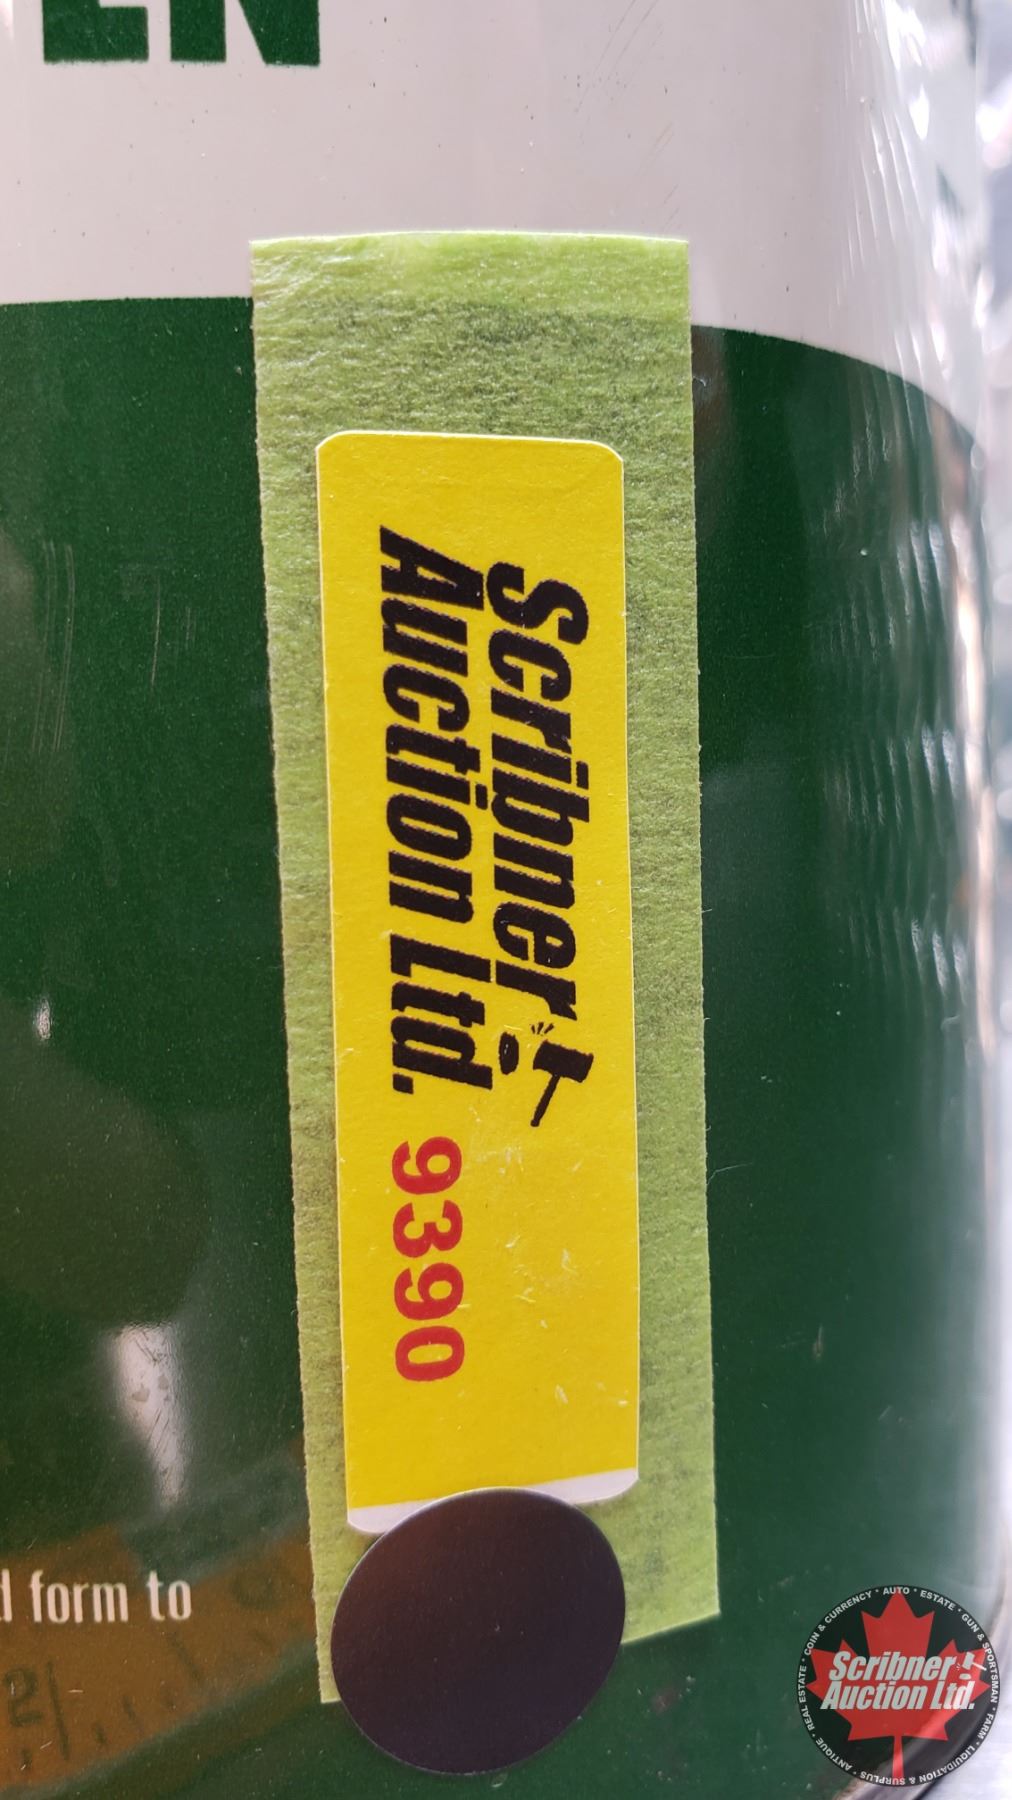 EN
Scribner
Auction Ltd.
9390
form to
Scribner
Auction Ltd.
ANTIQUE • REAL ESTATE • COIN & CURRENCY • AUTO • ESTATE • GUN & SPORTSMAN • FARM • LIQUIDATION & SURPLUS •